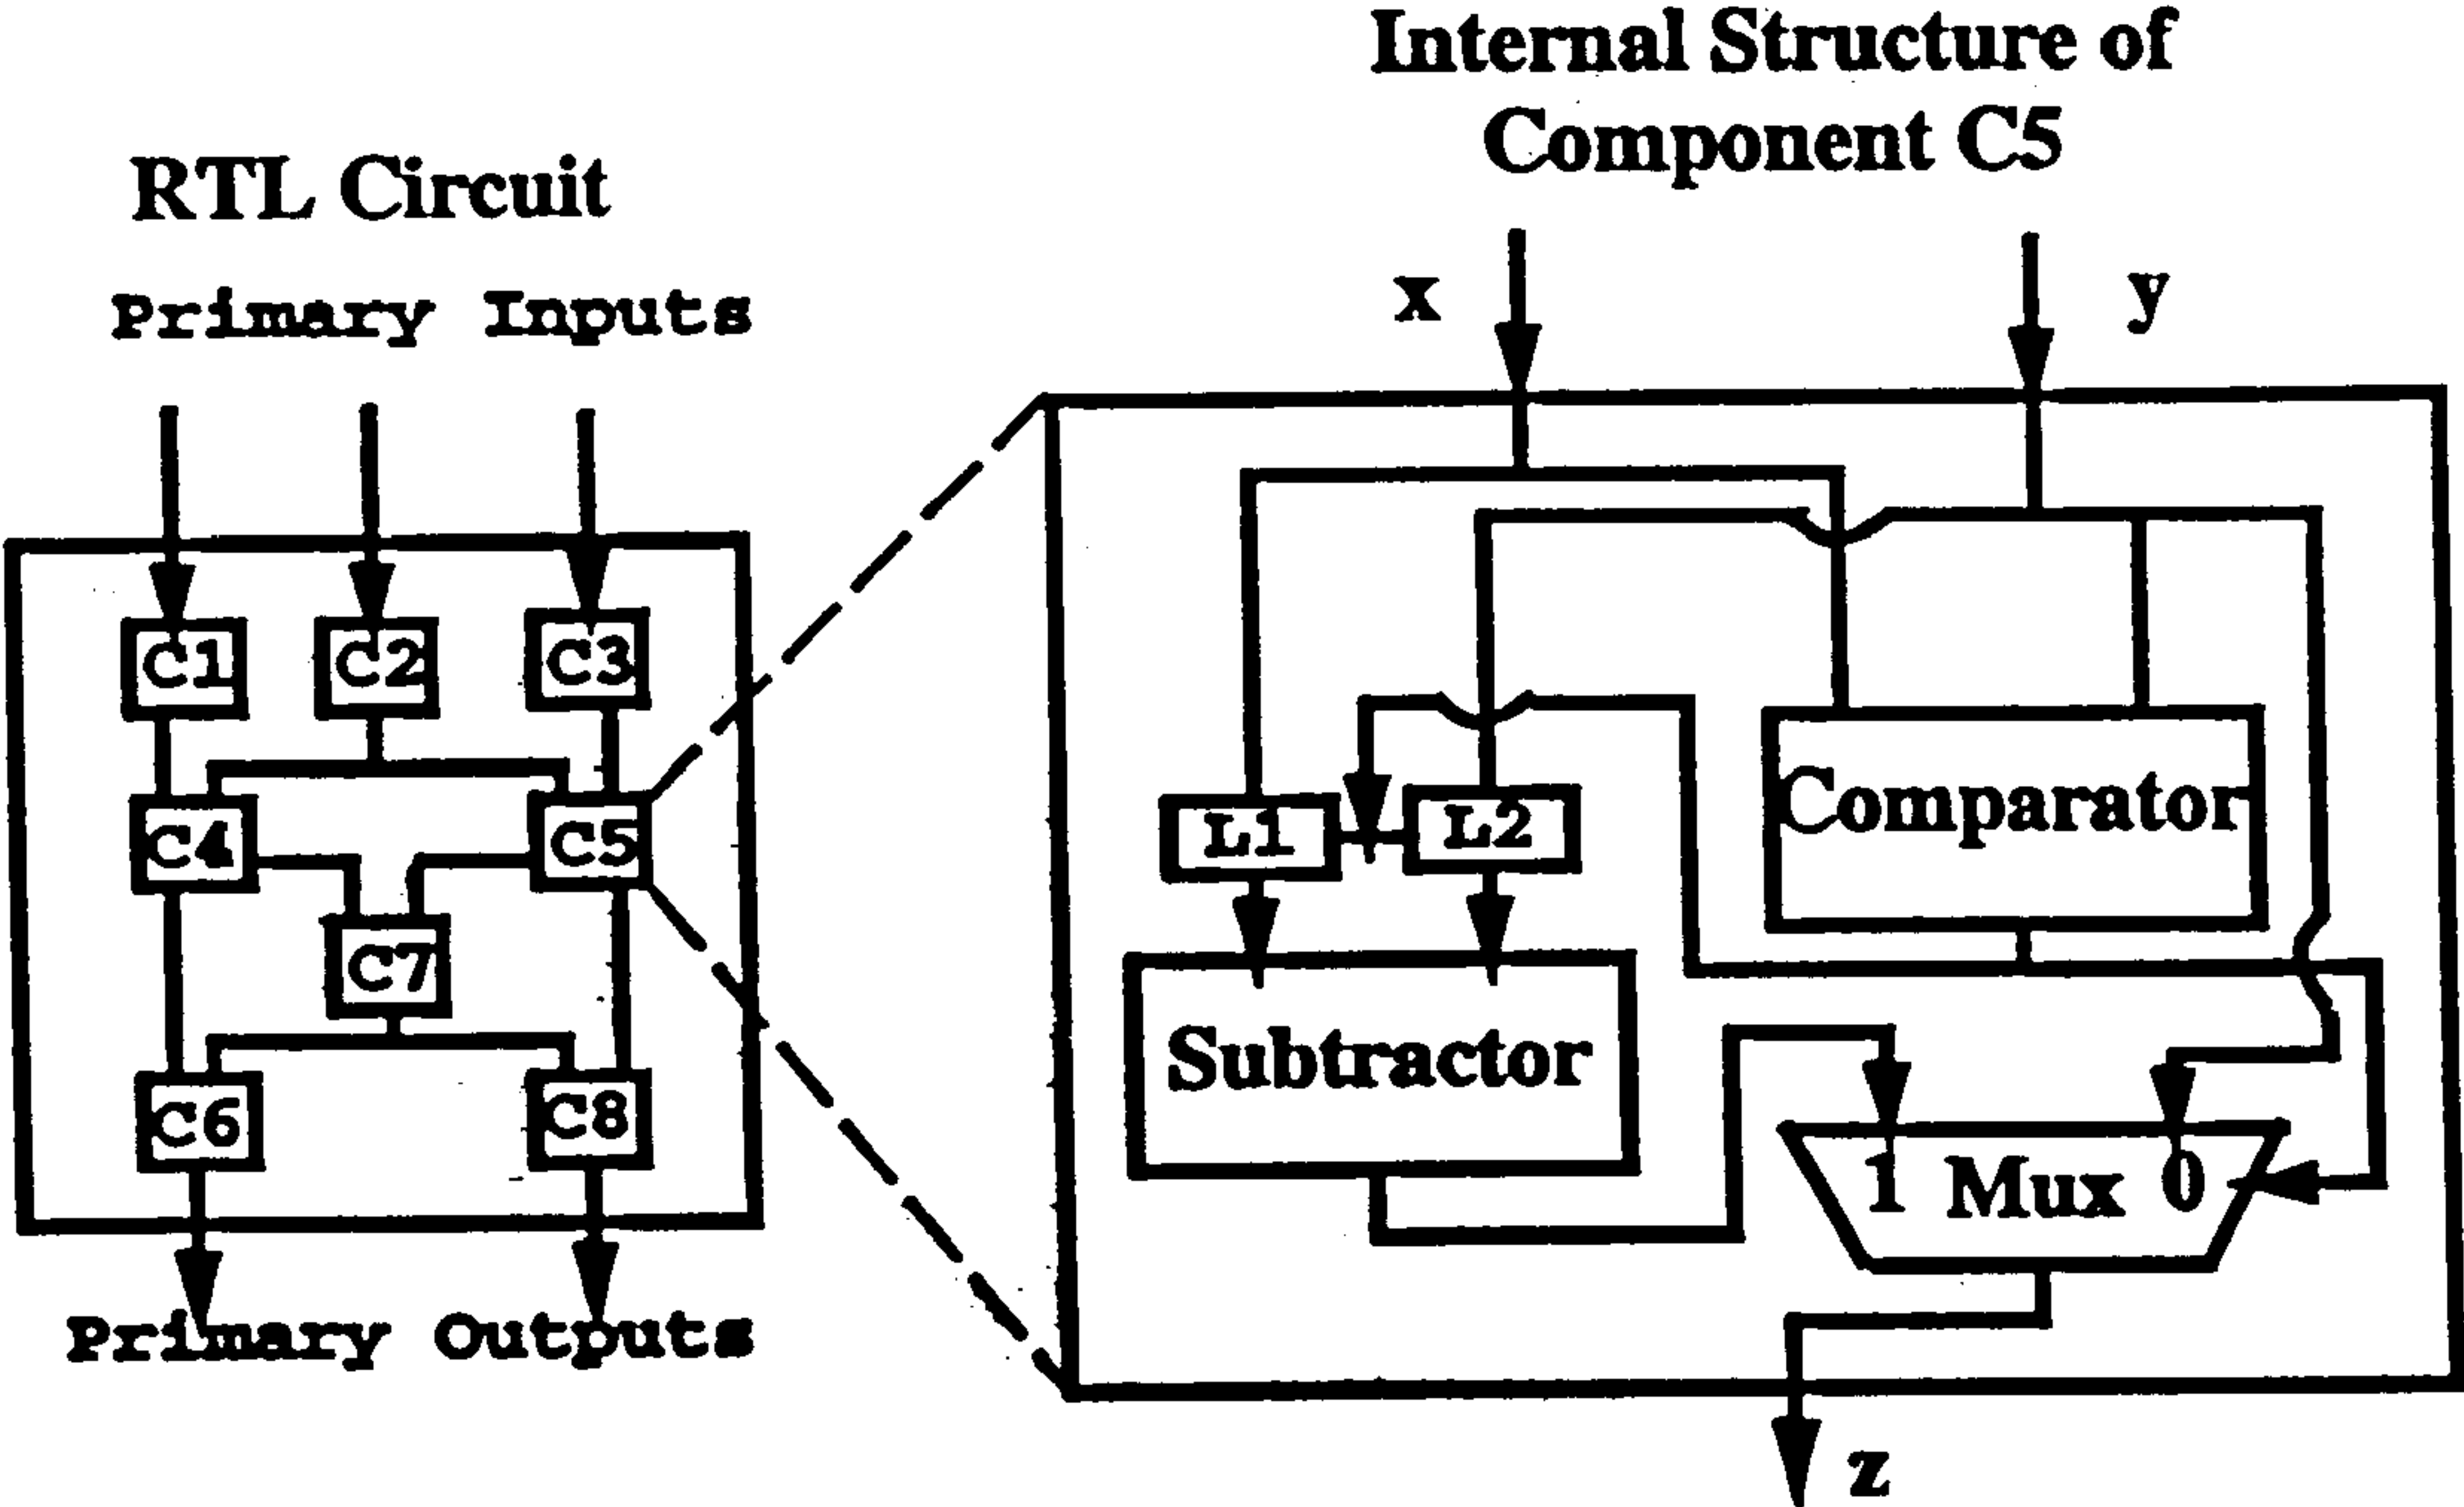 Internal Structure of
Component C5
RTL Circuit
Primary Inputs
x
y
C1
C2
C3
C4
C5
C7
C6
C8
Primary Outputs
L1
L2
Comparator
Subtractor
1 Mux 0
z